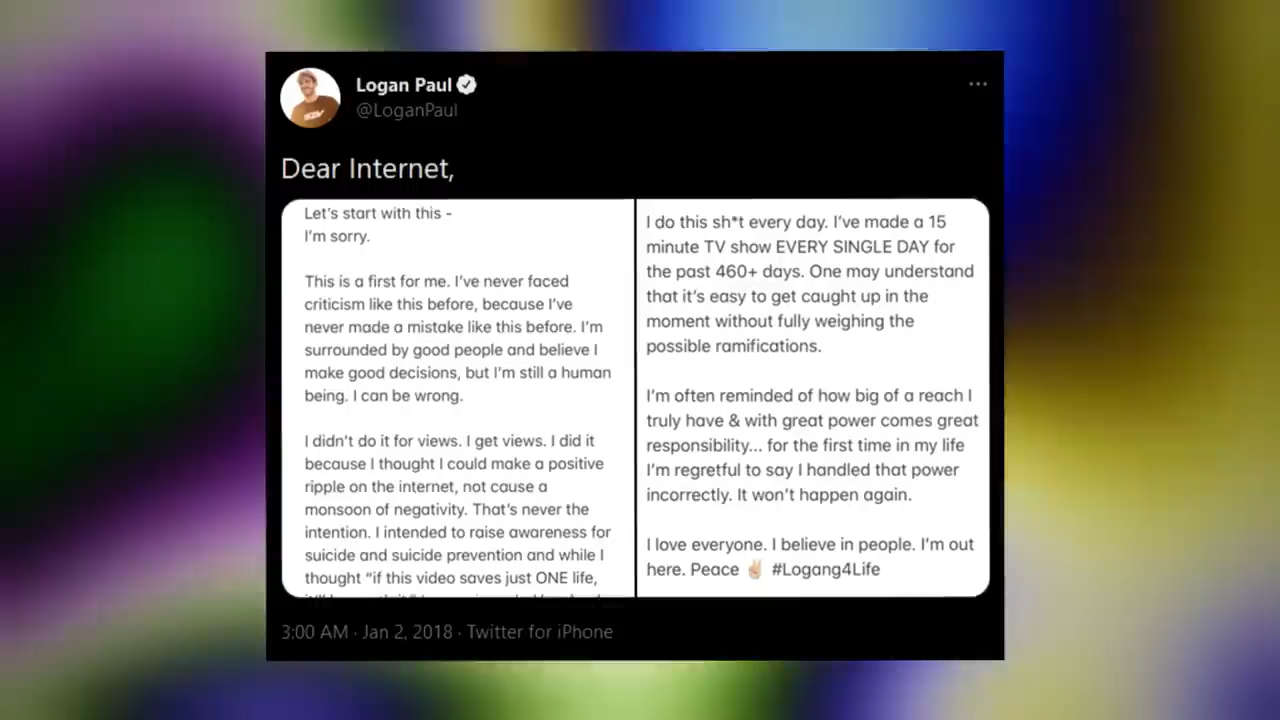 Logan Paul
@LoganPaul
Dear Internet,
Let's start with this -
I'm sorry.
This is a first for me. I've never faced
criticism like this before, because I've
never made a mistake like this before. I'm
surrounded by good people and believe I
make good decisions, but I'm still a human
being. I can be wrong.
I didn't do it for views. I get views. I did it
because I thought I could make a positive
ripple on the internet, not cause a
monsoon of negativity. That's never the
intention. I intended to raise awareness for
suicide and suicide prevention and while I
thought “if this video saves just ONE life,
I do this sh*t every day. I've made a 15
minute TV show EVERY SINGLE DAY for
the past 460+ days. One may understand
that it's easy to get caught up in the
moment without fully weighing the
possible ramifications.
I'm often reminded of how big of a reach I
truly have & with great power comes great
responsibility... for the first time in my life
I'm regretful to say I handled that power
incorrectly. It won't happen again.
I love everyone. I believe in people. I'm out
here. Peace ✌🏼 #Logang4Life
3:00 AM · Jan 2, 2018 · Twitter for iPhone